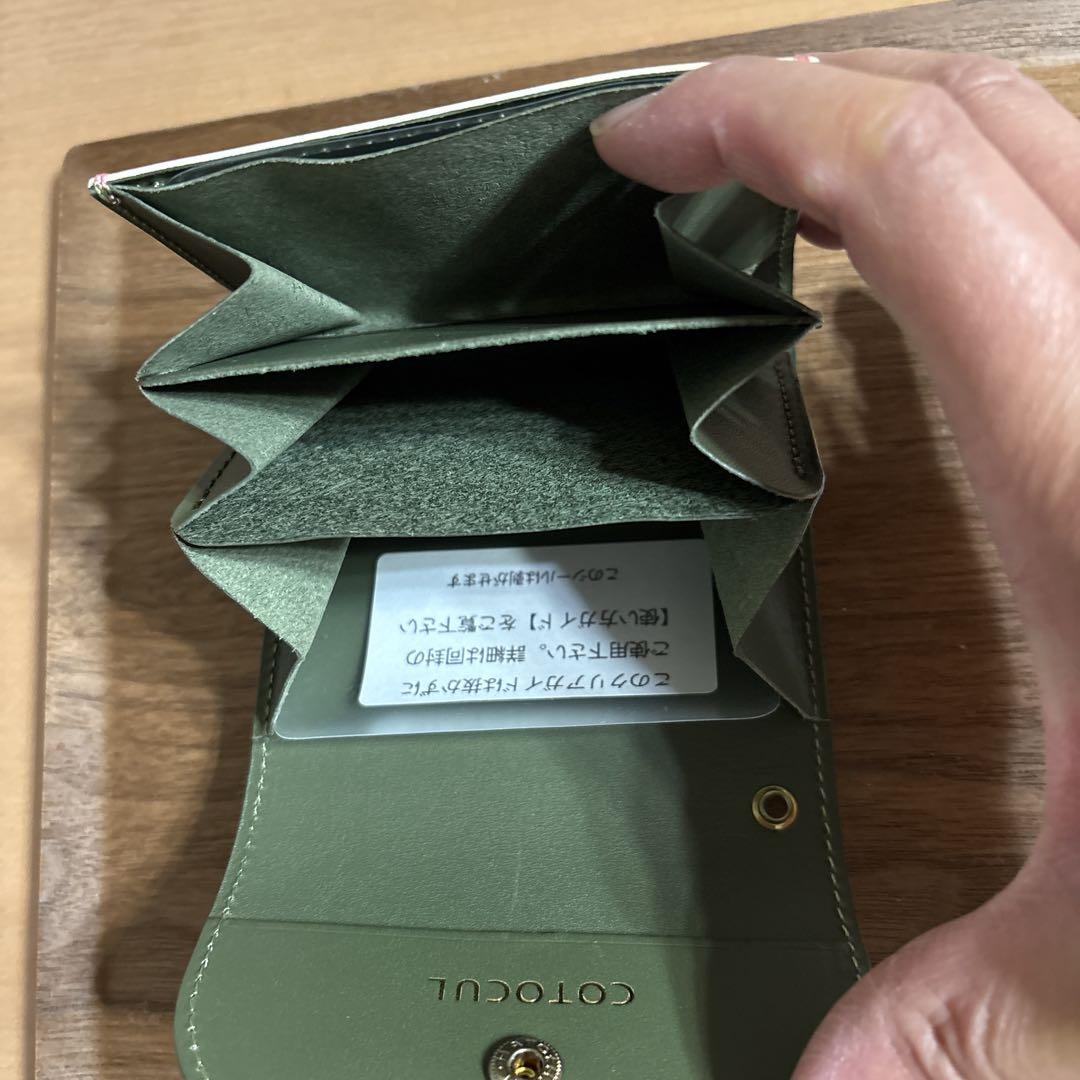 このクリアガイドは抜かずに
ご使用下さい。詳細は同封の
【使い方ガイド】をご覧下さい
このシールは剥がせます
COTOCUL